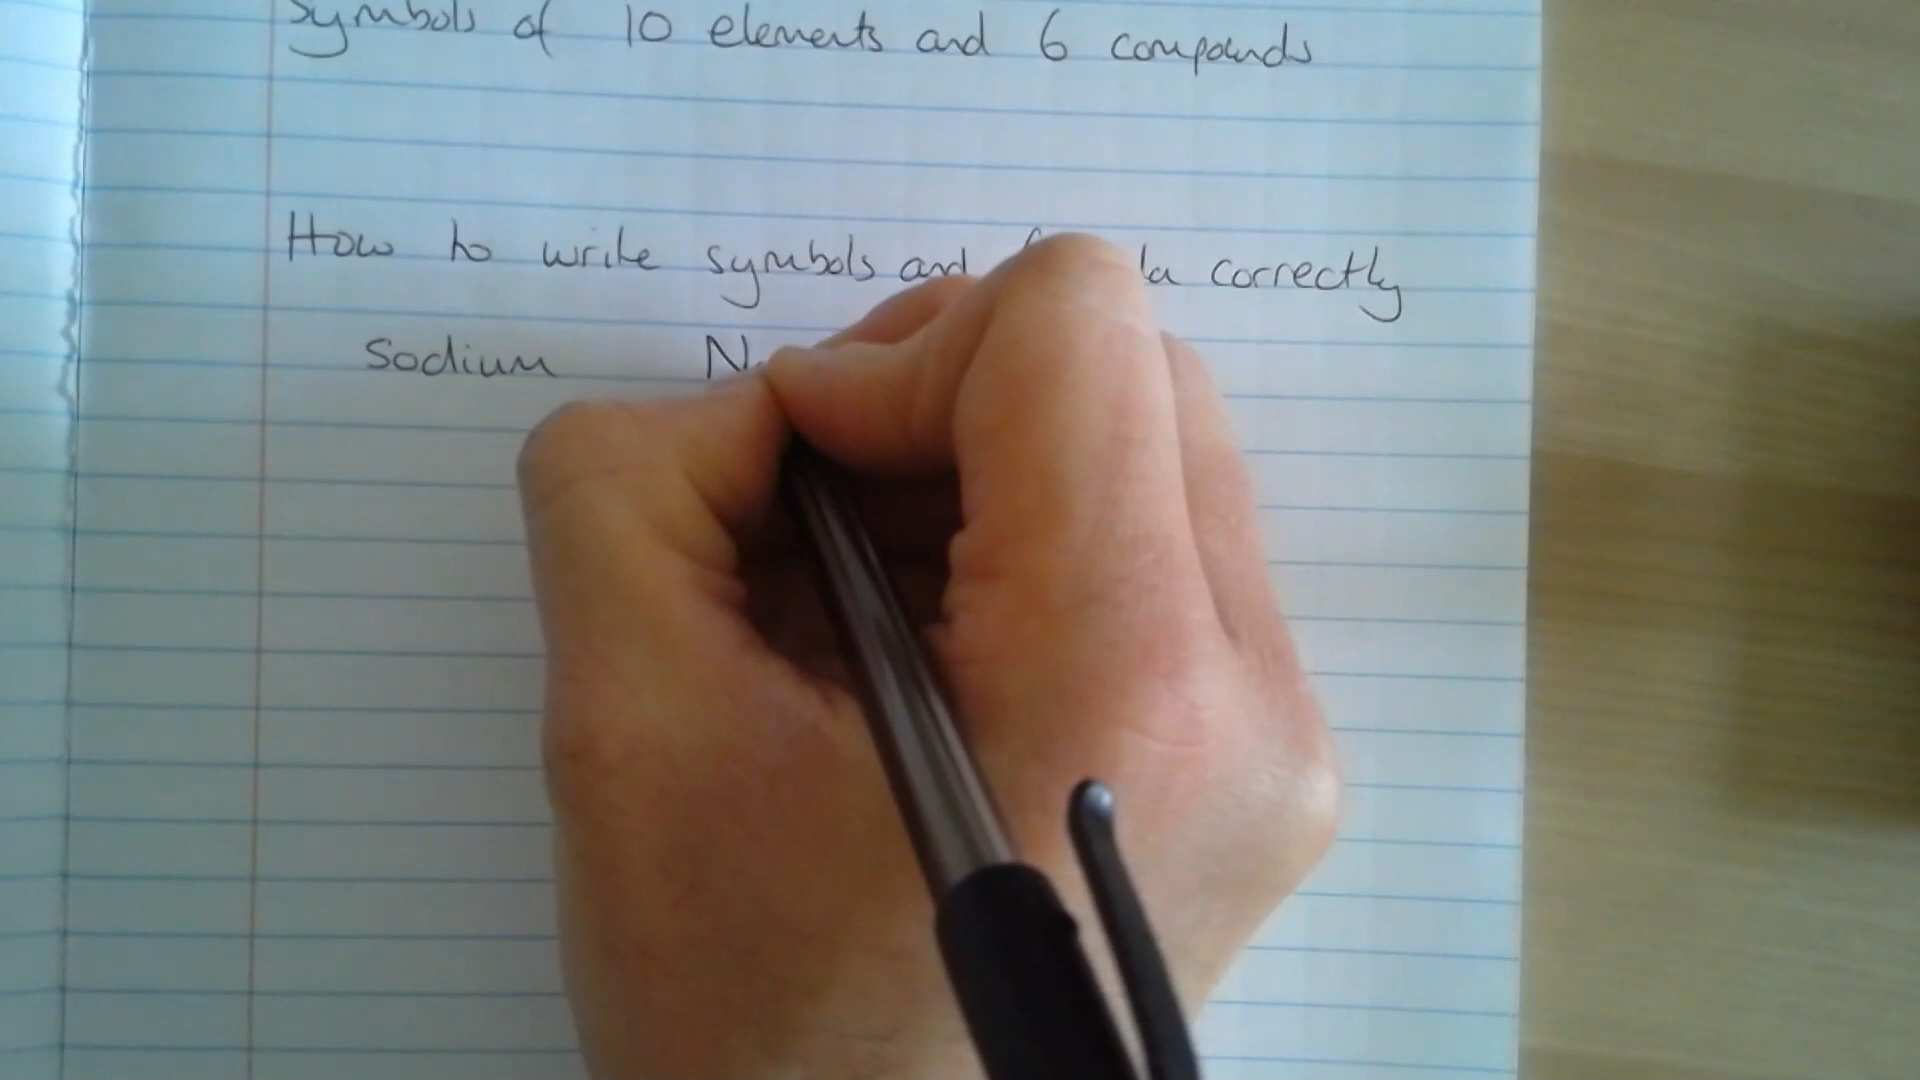 Symbols of 10 elements and 6 compounds
How to write symbols and correctly
Sodium N